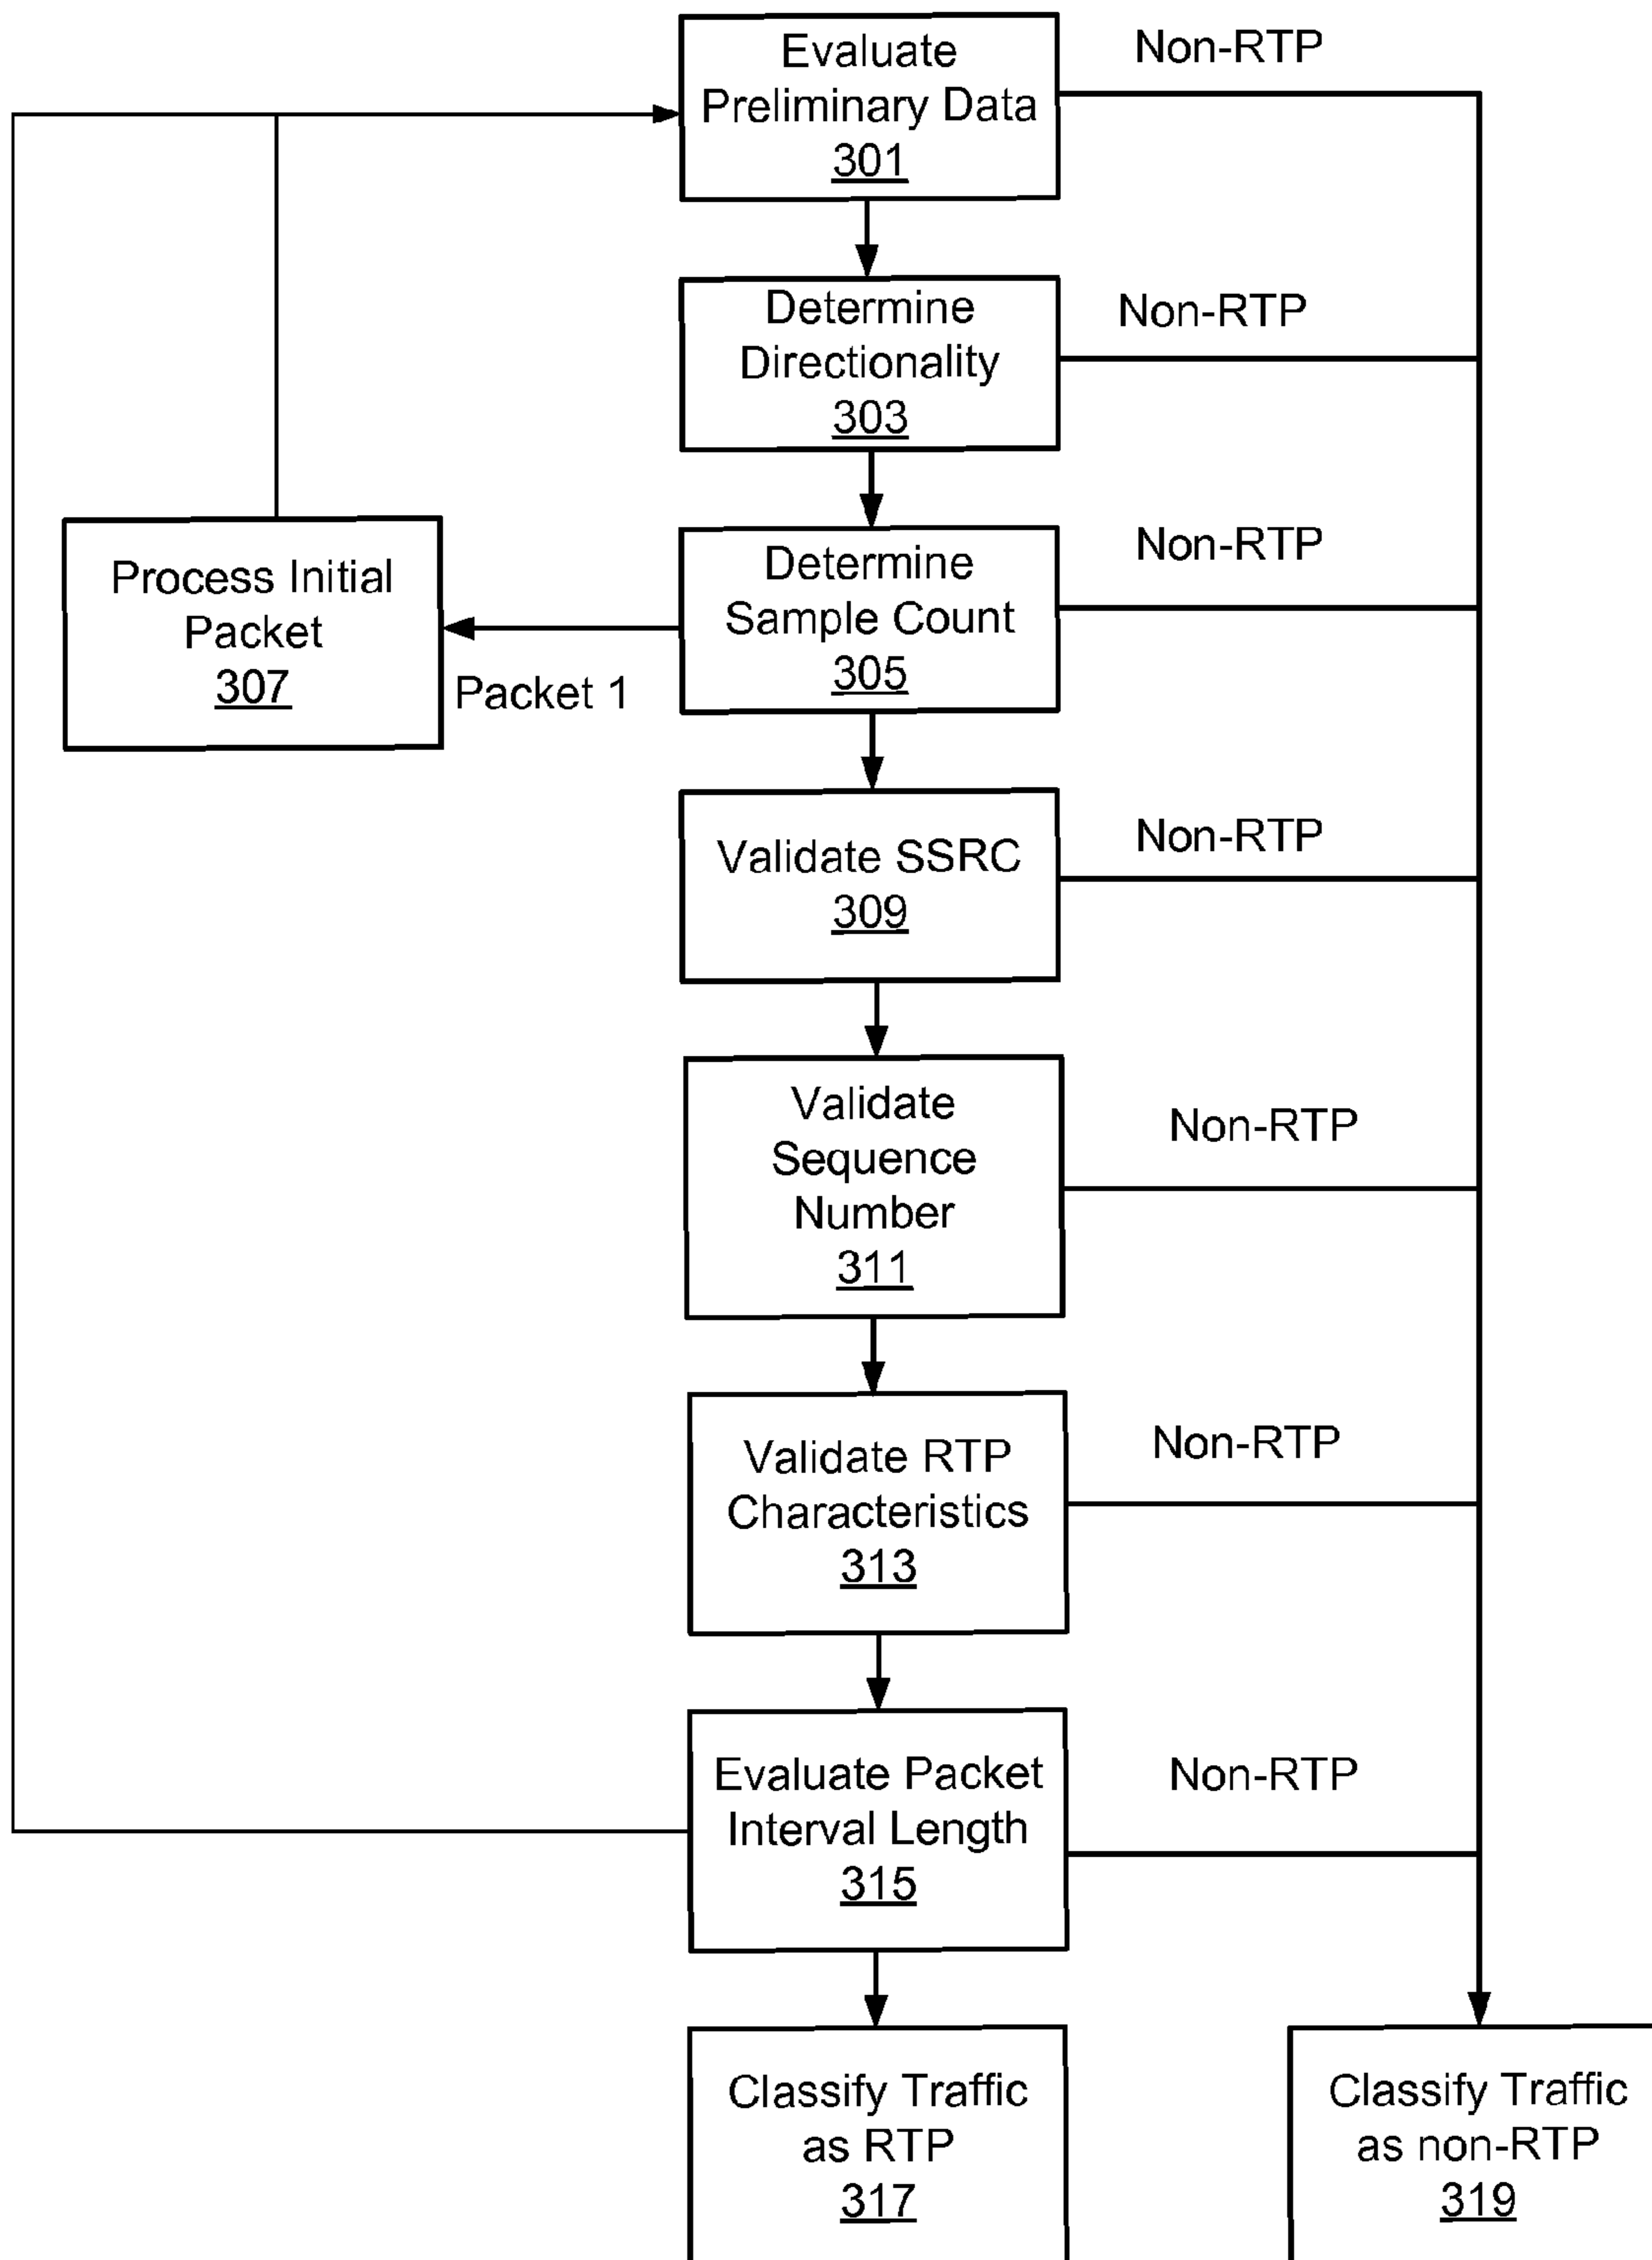 Evaluate
Preliminary Data
301
Non-RTP
Determine
Directionality
303
Non-RTP
Determine
Sample Count
305
Non-RTP
Process Initial
Packet
307
Packet 1
Validate SSRC
309
Non-RTP
Validate
Sequence
Number
311
Non-RTP
Validate RTP
Characteristics
313
Non-RTP
Evaluate Packet
Interval Length
315
Non-RTP
Classify Traffic
as RTP
317
Classify Traffic
as non-RTP
319